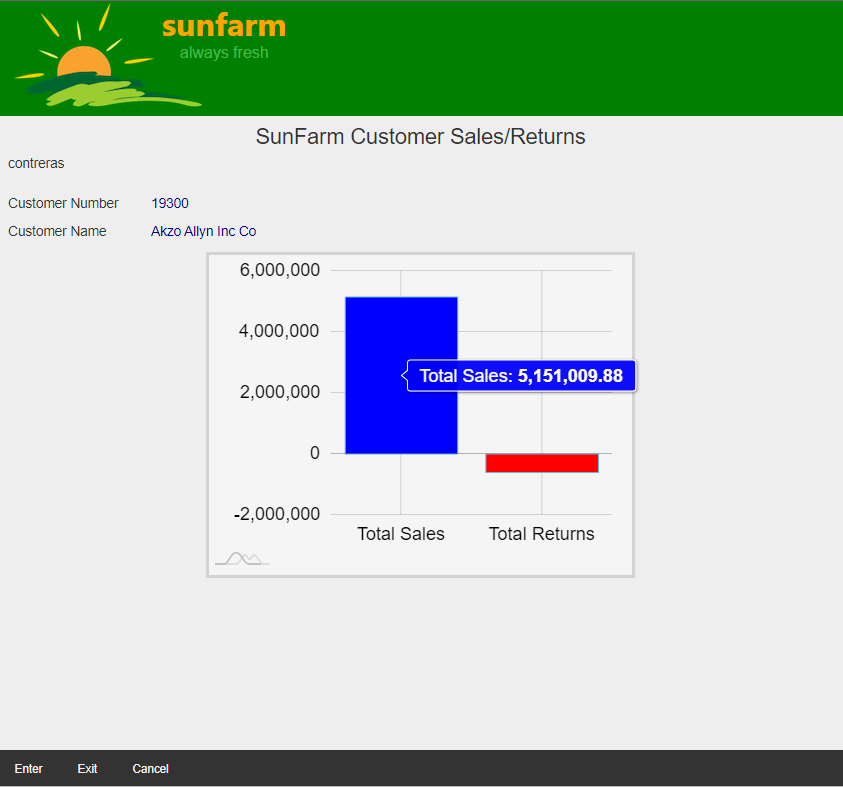 sunfarm
always fresh
SunFarm Customer Sales/Returns
contreras
Customer Number 19300
Customer Name Akzo Allyn Inc Co
6,000,000
4,000,000
Total Sales: 5,151,009.88
2,000,000
0
-2,000,000
Total Sales Total Returns
Enter Exit Cancel